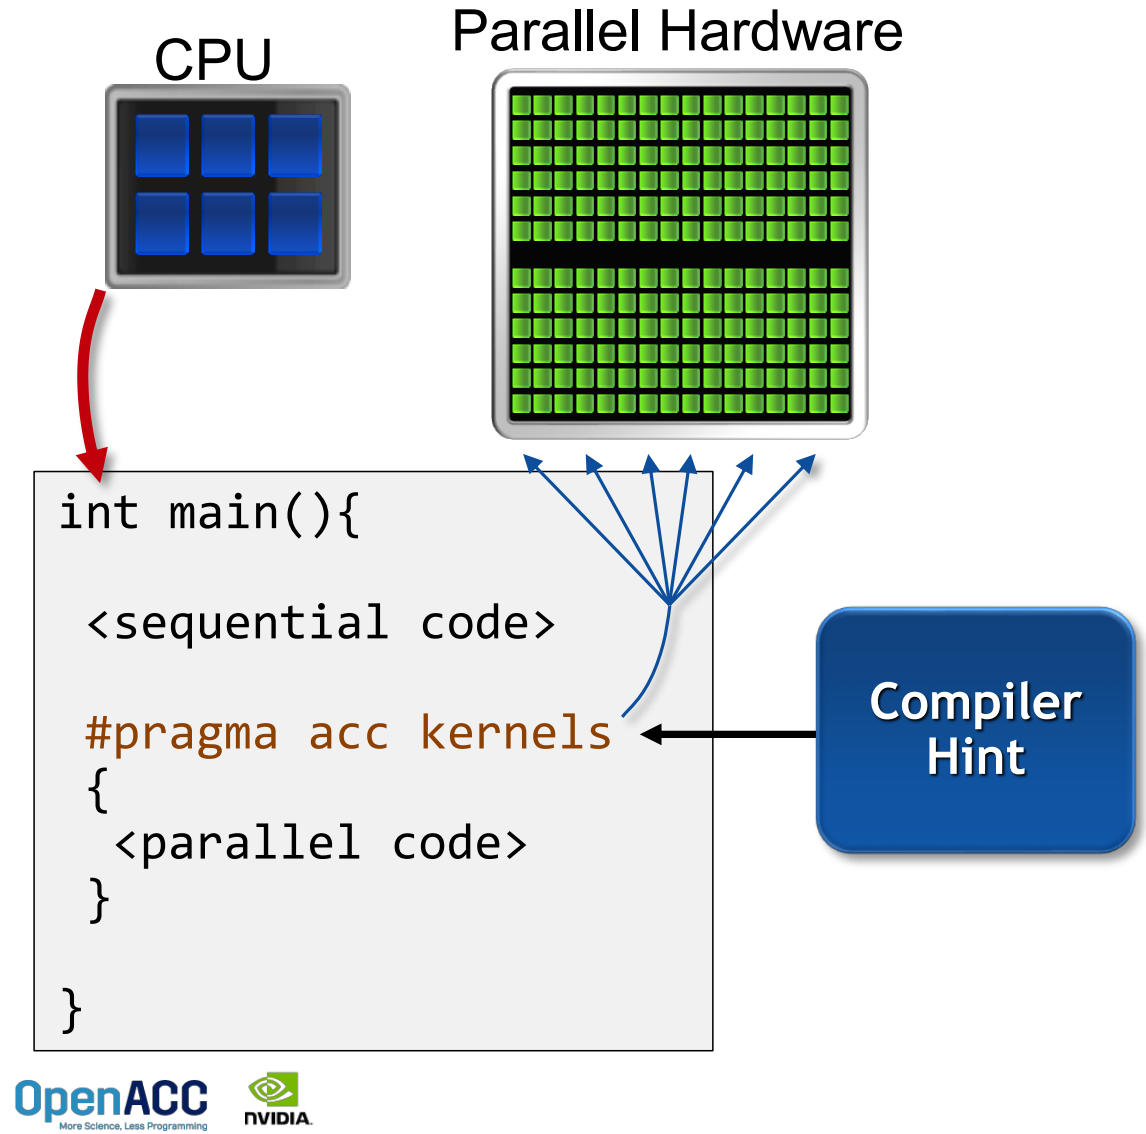 CPU
Parallel Hardware
int main(){
<sequential code>
#pragma acc kernels
{
<parallel code>
}
}
Compiler
Hint
OpenACC
More Science, Less Programming
NVIDIA.